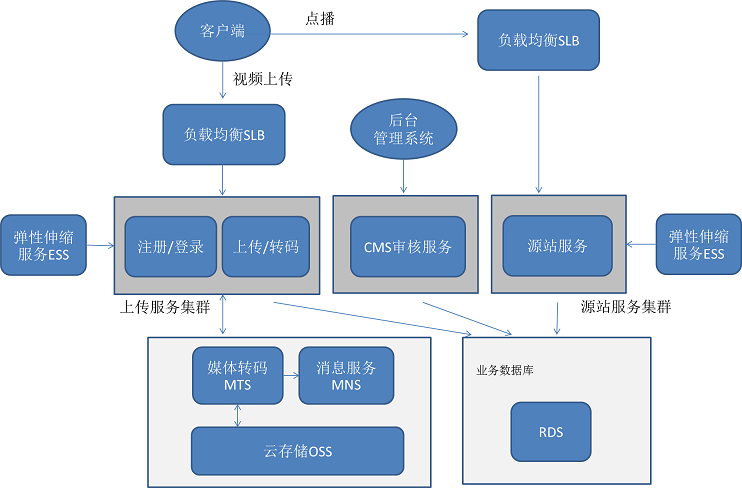 客户端
点播
负载均衡SLB
视频上传
负载均衡SLB
后台
管理系统
弹性伸缩
服务ESS
注册/登录
上传/转码
CMS审核服务
源站服务
弹性伸缩
服务ESS
上传服务集群
源站服务集群
媒体转码
MTS
消息服务
MNS
云存储OSS
业务数据库
RDS